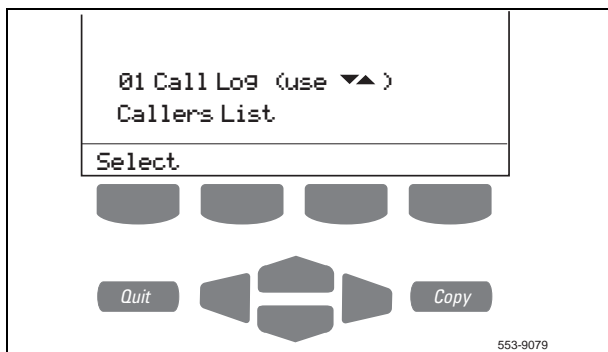 01 Call Log (use ▼▲)
Callers List
Select
Quit
Copy
553-9079